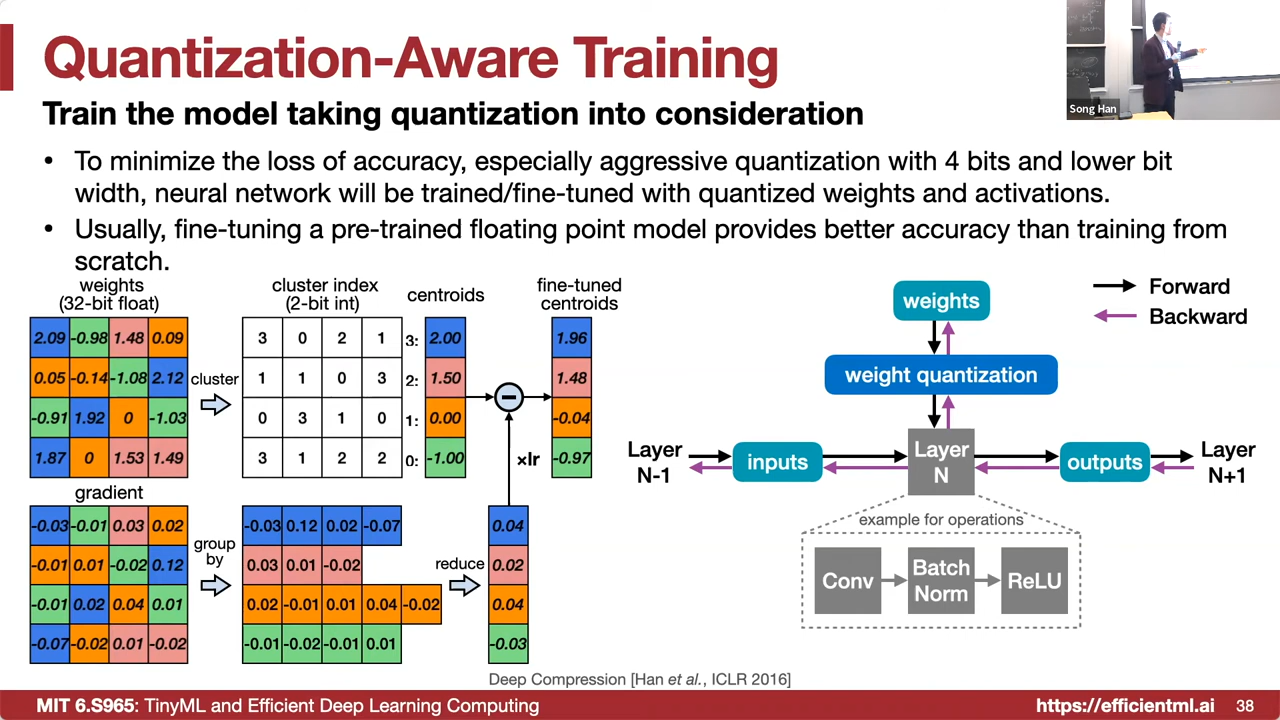 Quantization-Aware Training
Song Han
Train the model taking quantization into consideration
• To minimize the loss of accuracy, especially aggressive quantization with 4 bits and lower bit
width, neural network will be trained/fine-tuned with quantized weights and activations.
• Usually, fine-tuning a pre-trained floating point model provides better accuracy than training from
scratch.
weights
(32-bit float)
2.09 -0.98 1.48 0.09
0.05 -0.14 -1.08 2.12
-0.91 1.92 0 -1.03
1.87 0 1.53 1.49
cluster
cluster index
(2-bit int)
3 0 2 1
1 1 0 3
0 3 1 0
3 1 2 2
centroids
3: 2.00
2: 1.50
1: 0.00
0: -1.00
−
×lr
fine-tuned
centroids
1.96
1.48
-0.04
-0.97
gradient
-0.03 -0.01 0.03 0.02
-0.01 0.01 -0.02 0.12
-0.01 0.02 0.04 0.01
-0.07 -0.02 0.01 -0.02
group
by
-0.03 0.12 0.02 -0.07
0.03 0.01 -0.02
0.02 -0.01 0.01 0.04 -0.02
-0.01 -0.02 -0.01 0.01
reduce
0.04
0.02
0.04
-0.03
Forward
Backward
weights
weight quantization
Layer
N-1
inputs
Layer
N
outputs
Layer
N+1
example for operations
Conv
Batch
Norm
ReLU
Deep Compression [Han et al., ICLR 2016]
MIT 6.S965: TinyML and Efficient Deep Learning Computing
https://efficientml.ai 38